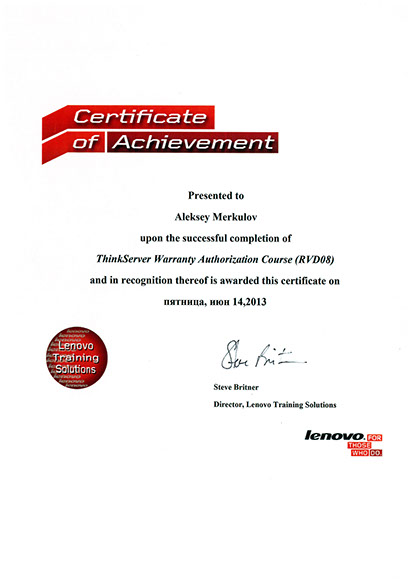 Certificate
of Achievement
Presented to
Aleksey Merkulov
upon the successful completion of
ThinkServer Warranty Authorization Course (RVD08)
and in recognition thereof is awarded this certificate on
пятница, июн 14,2013
Lenovo
Training
Solutions
Steve Britner
Steve Britner
Director, Lenovo Training Solutions
lenovo FOR
THOSE
WHO DO.